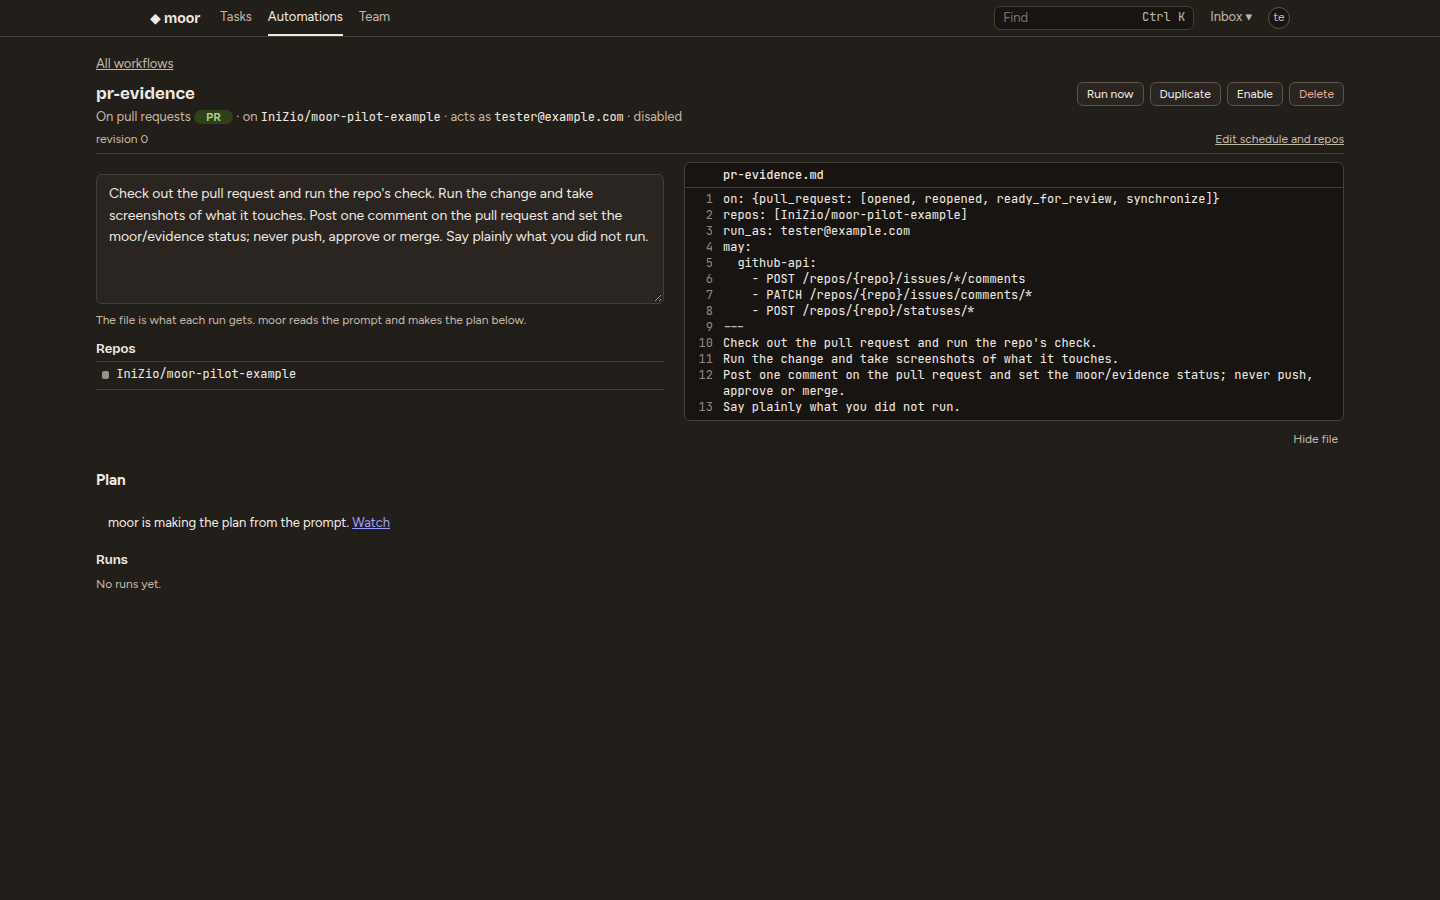 ◆ moor Tasks Automations Team Find Ctrl K Inbox ▾ te
All workflows
pr-evidence
Run now Duplicate Enable Delete
On pull requests PR · on IniZio/moor-pilot-example · acts as tester@example.com · disabled
revision 0
Edit schedule and repos
Check out the pull request and run the repo's check. Run the change and take
screenshots of what it touches. Post one comment on the pull request and set the
moor/evidence status; never push, approve or merge. Say plainly what you did not run.
The file is what each run gets. moor reads the prompt and makes the plan below.
Repos
IniZio/moor-pilot-example
pr-evidence.md
1 on: {pull_request: [opened, reopened, ready_for_review, synchronize]}
2 repos: [IniZio/moor-pilot-example]
3 run_as: tester@example.com
4 may:
5   github-api:
6     - POST /repos/{repo}/issues/*/comments
7     - PATCH /repos/{repo}/issues/comments/*
8     - POST /repos/{repo}/statuses/*
9 ---
10 Check out the pull request and run the repo's check.
11 Run the change and take screenshots of what it touches.
12 Post one comment on the pull request and set the moor/evidence status; never push,
approve or merge.
13 Say plainly what you did not run.
Hide file
Plan
moor is making the plan from the prompt. Watch
Runs
No runs yet.